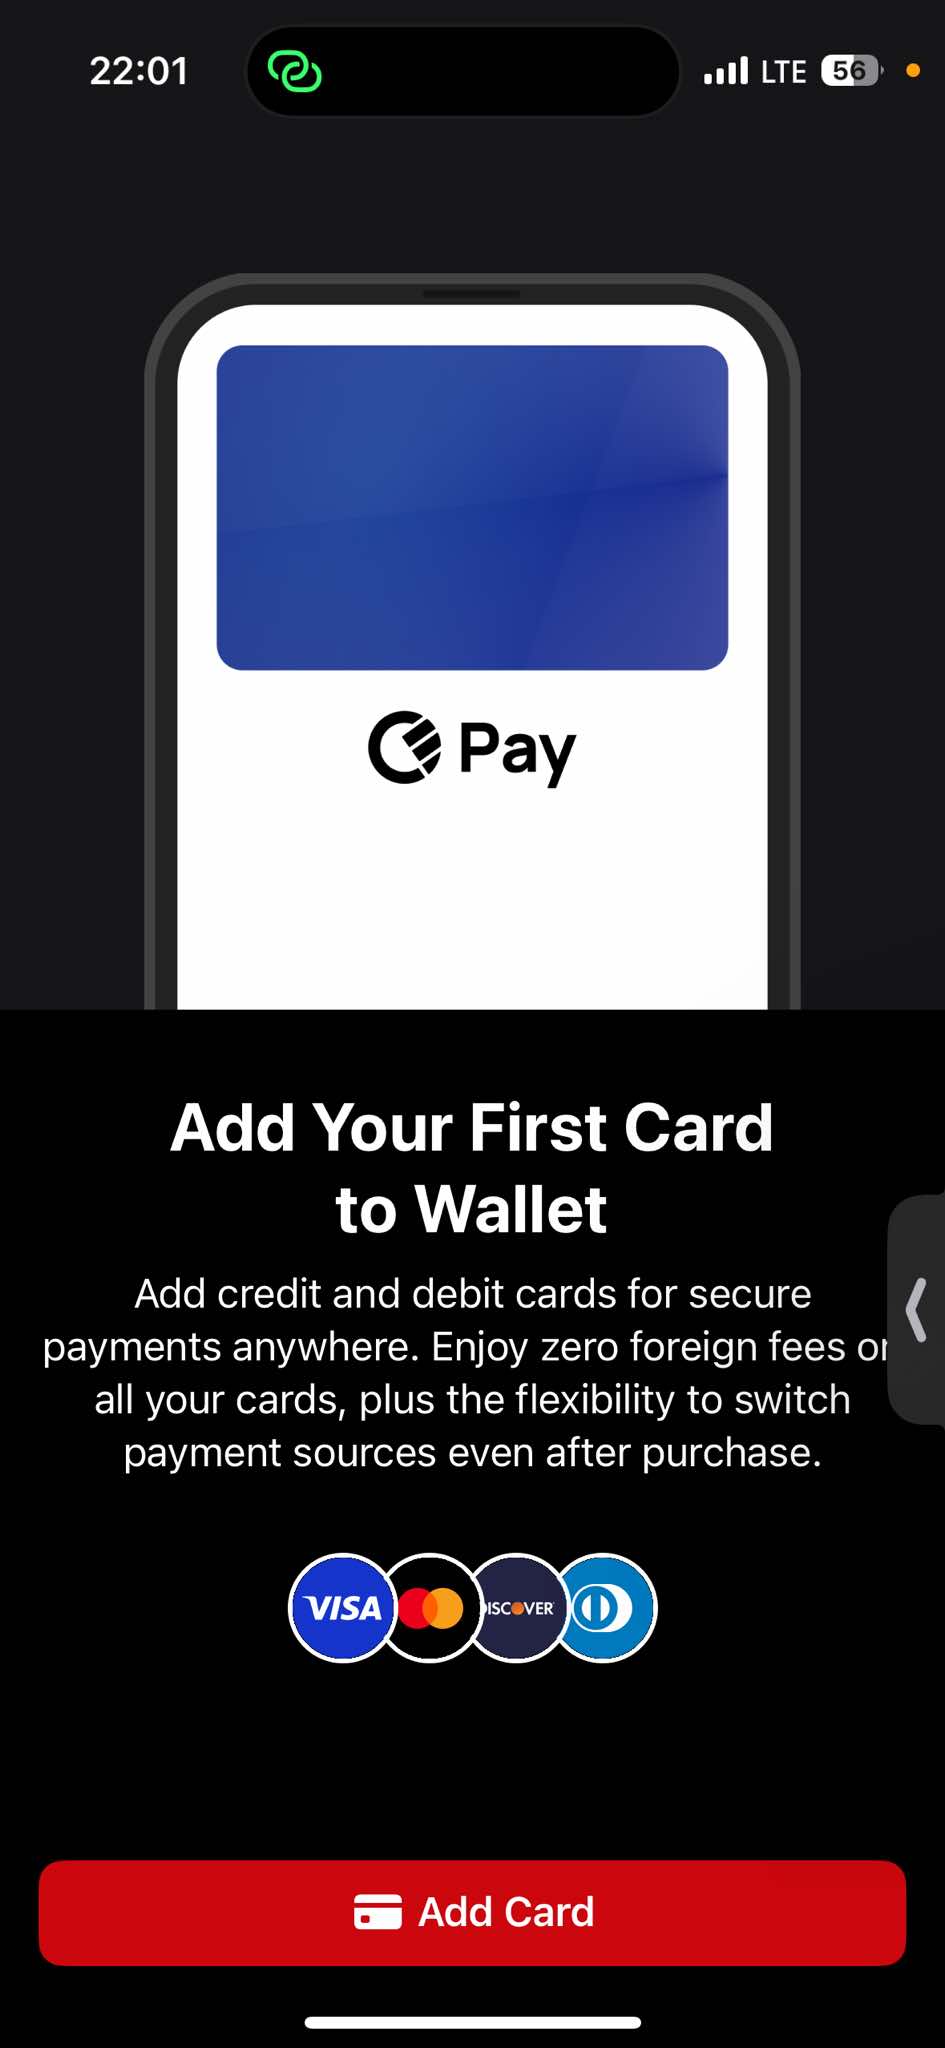 22:01
LTE 56
Pay
Add Your First Card
to Wallet
Add credit and debit cards for secure
payments anywhere. Enjoy zero foreign fees on
all your cards, plus the flexibility to switch
payment sources even after purchase.
VISA
DISCOVER
Add Card